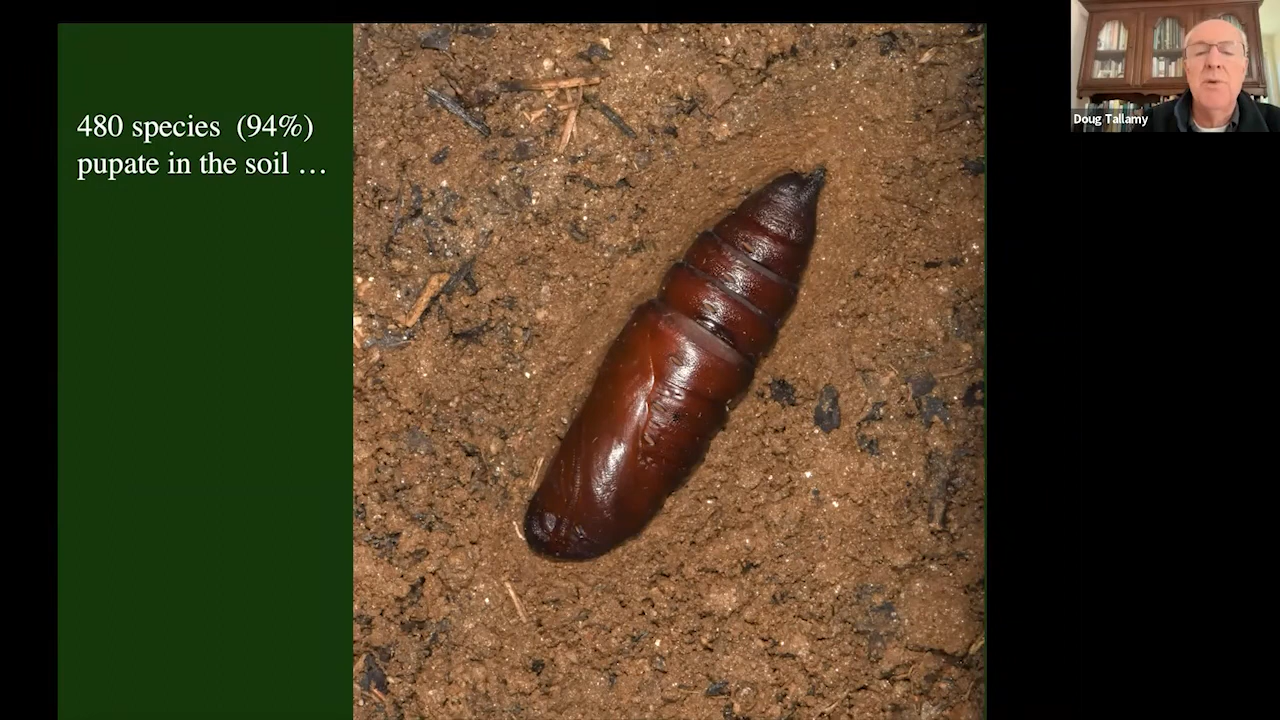 480 species (94%)
pupate in the soil …
Doug Tallamy